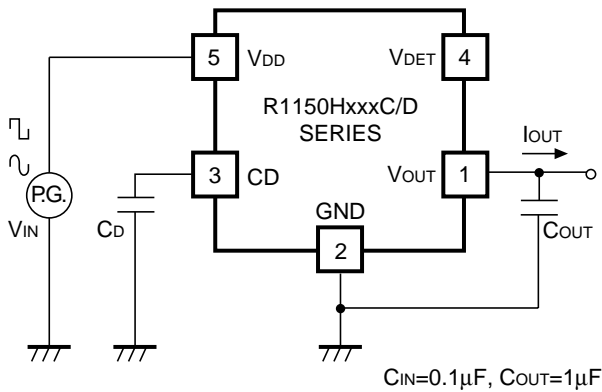 5 VDD
VDET 4
R1150HxxxC/D
SERIES
IOUT
3 CD
VOUT 1
P.G.
VIN
CD
GND
2
COUT
CIN=0.1μF, COUT=1μF